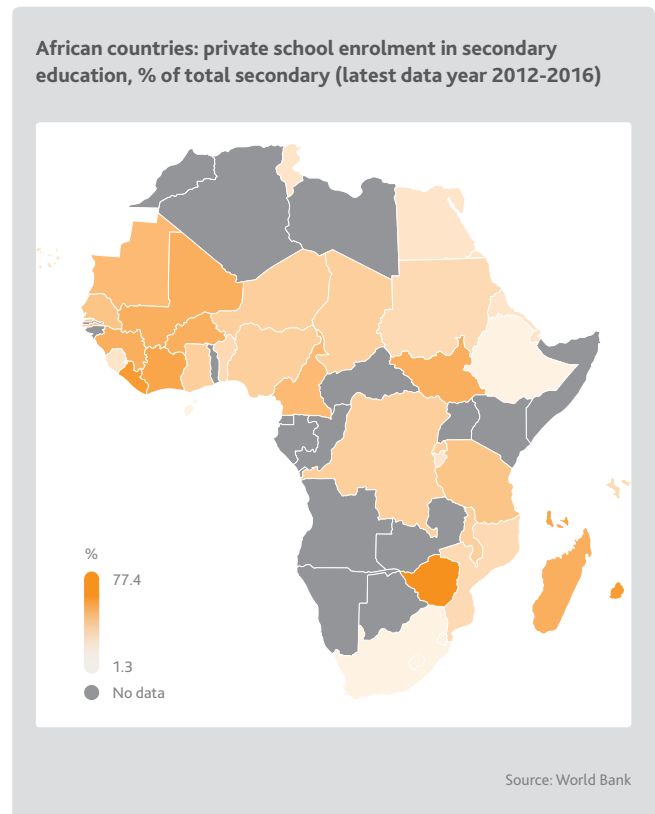 African countries: private school enrolment in secondary
education, % of total secondary (latest data year 2012-2016)
%
77.4
1.3
No data
Source: World Bank